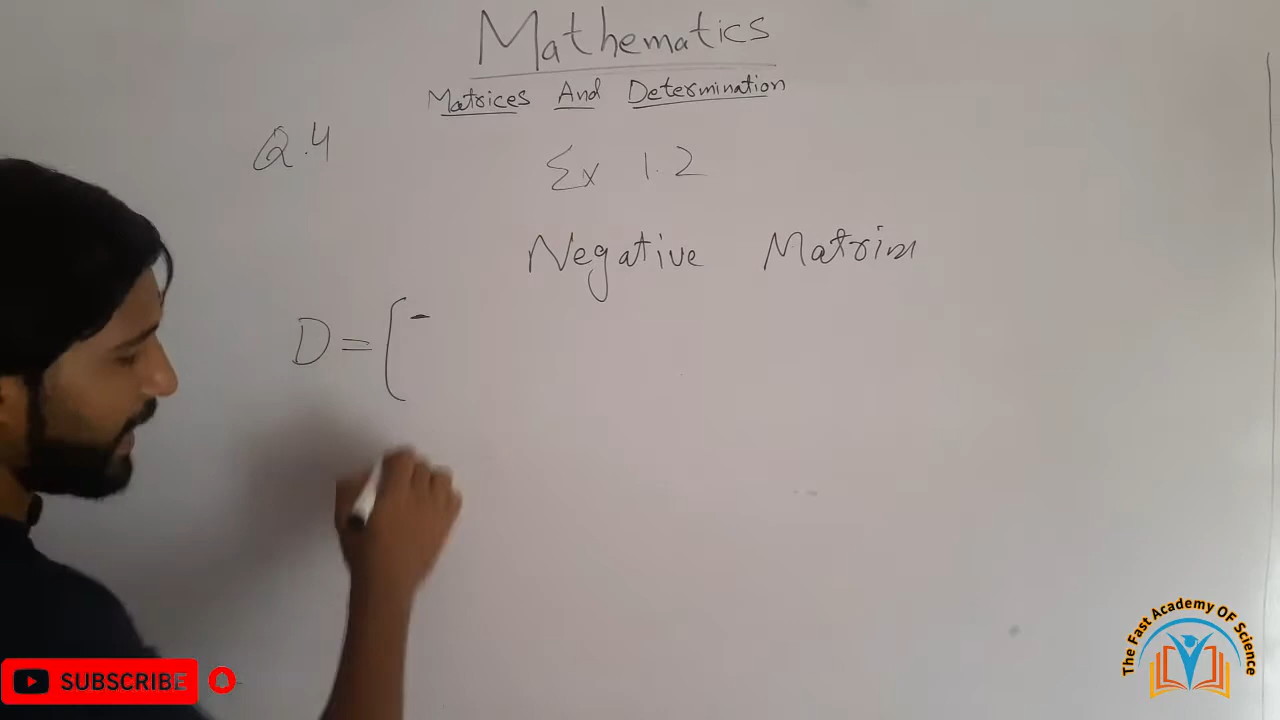 Mathematics
Matrices And Determination
Q.4
Ex 1.2
Negative Matrix
D = [ -
SUBSCRIBE
The Fast Academy OF Science